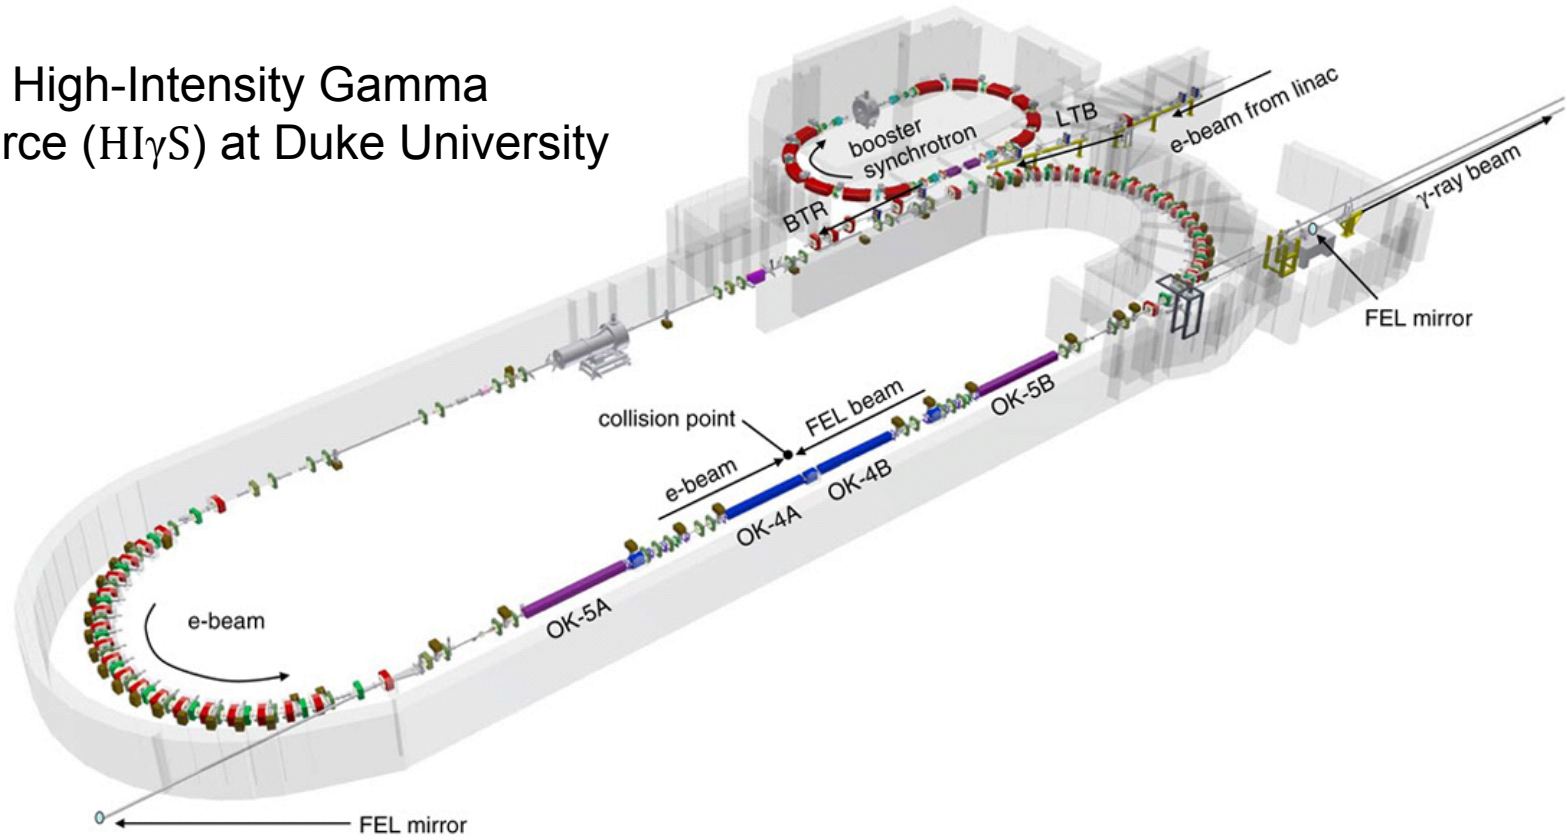 High-Intensity Gamma
rce (HIγS) at Duke University
LTB
e-beam from linac
booster
synchrotron
BTR
γ-ray beam
FEL mirror
OK-5B
FEL beam
collision point
e-beam
OK-4B
OK-4A
OK-5A
e-beam
FEL mirror